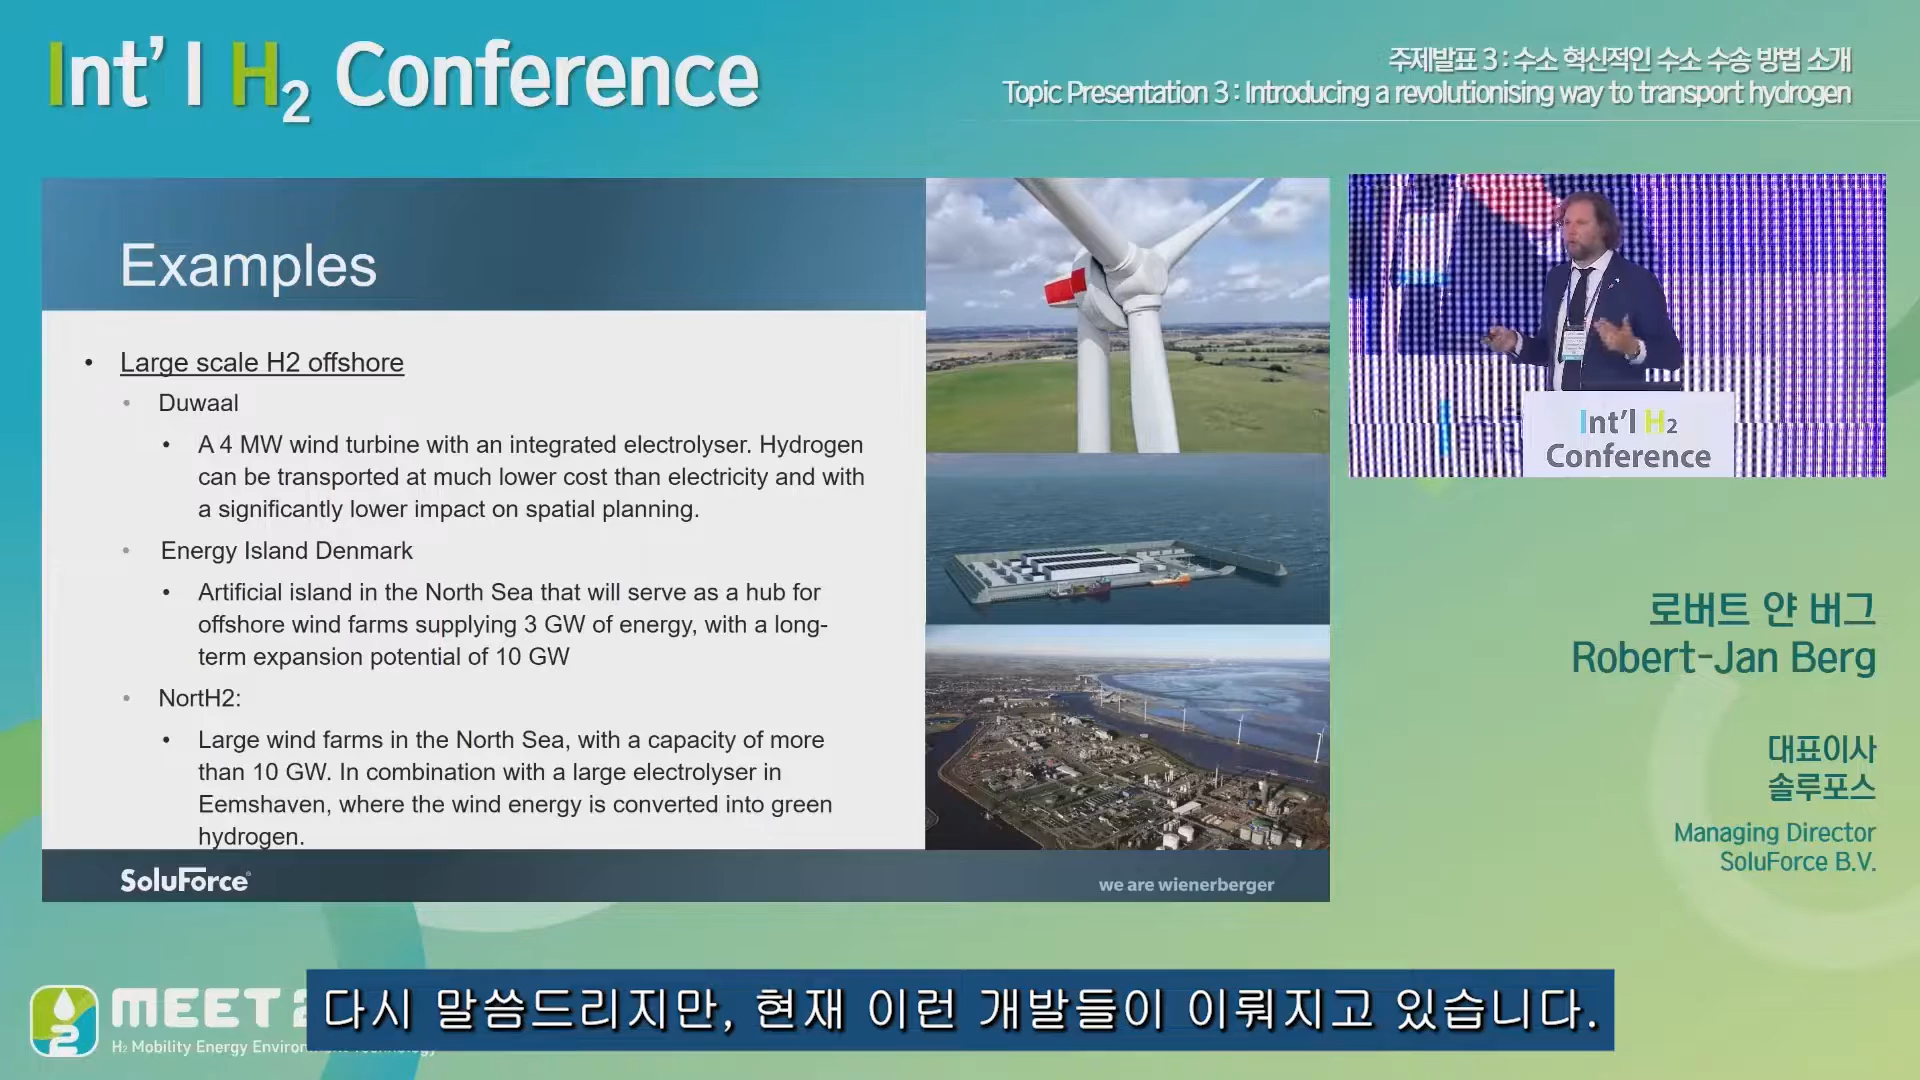 Int' l H2 Conference
주제발표 3 : 수소 혁신적인 수소 수송 방법 소개
Topic Presentation 3 : Introducing a revolutionising way to transport hydrogen
Examples
• Large scale H2 offshore
• Duwaal
• A 4 MW wind turbine with an integrated electrolyser. Hydrogen
can be transported at much lower cost than electricity and with
a significantly lower impact on spatial planning.
• Energy Island Denmark
• Artificial island in the North Sea that will serve as a hub for
offshore wind farms supplying 3 GW of energy, with a long-
term expansion potential of 10 GW
• NortH2:
• Large wind farms in the North Sea, with a capacity of more
than 10 GW. In combination with a large electrolyser in
Eemshaven, where the wind energy is converted into green
hydrogen.
SoluForce
we are wienerberger
Int'l H2
Conference
로버트 얀 버그
Robert-Jan Berg
대표이사
솔루포스
Managing Director
SoluForce B.V.
MEET
H2 Mobility Energy
다시 말씀드리지만, 현재 이런 개발들이 이뤄지고 있습니다.